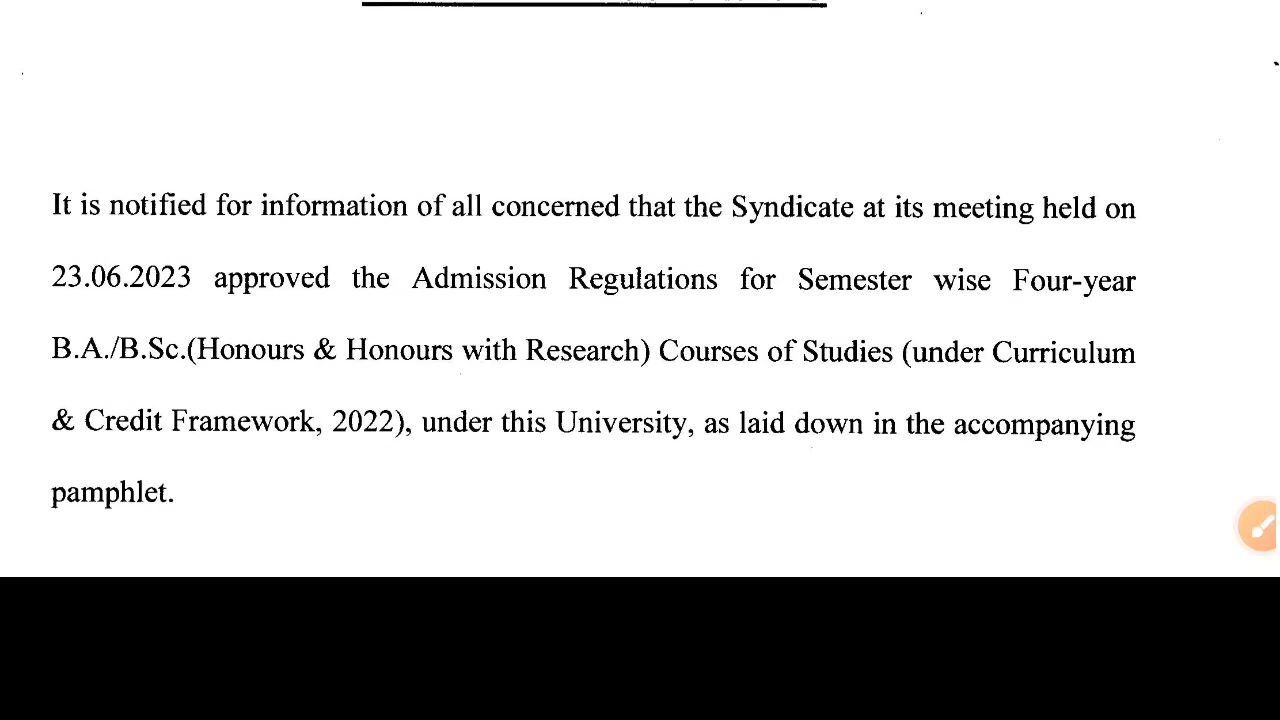 It is notified for information of all concerned that the Syndicate at its meeting held on
23.06.2023 approved the Admission Regulations for Semester wise Four-year
B.A./B.Sc.(Honours & Honours with Research) Courses of Studies (under Curriculum
& Credit Framework, 2022), under this University, as laid down in the accompanying
pamphlet.